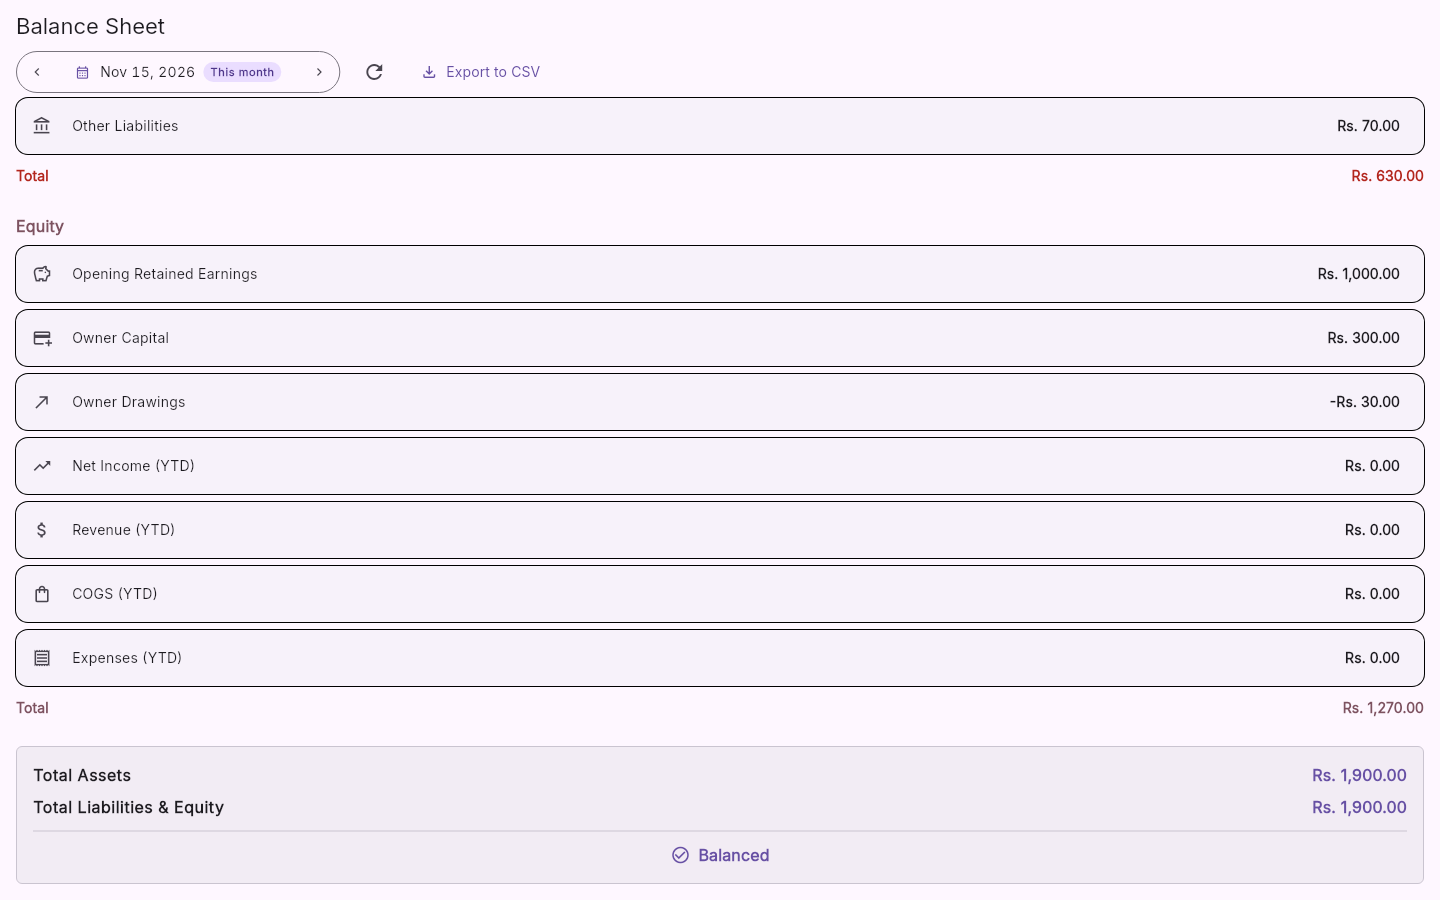 Balance Sheet
Nov 15, 2026 This month Export to CSV
Other Liabilities Rs. 70.00
Total Rs. 630.00
Equity
Opening Retained Earnings Rs. 1,000.00
Owner Capital Rs. 300.00
Owner Drawings -Rs. 30.00
Net Income (YTD) Rs. 0.00
Revenue (YTD) Rs. 0.00
COGS (YTD) Rs. 0.00
Expenses (YTD) Rs. 0.00
Total Rs. 1,270.00
Total Assets Rs. 1,900.00
Total Liabilities & Equity Rs. 1,900.00
Balanced